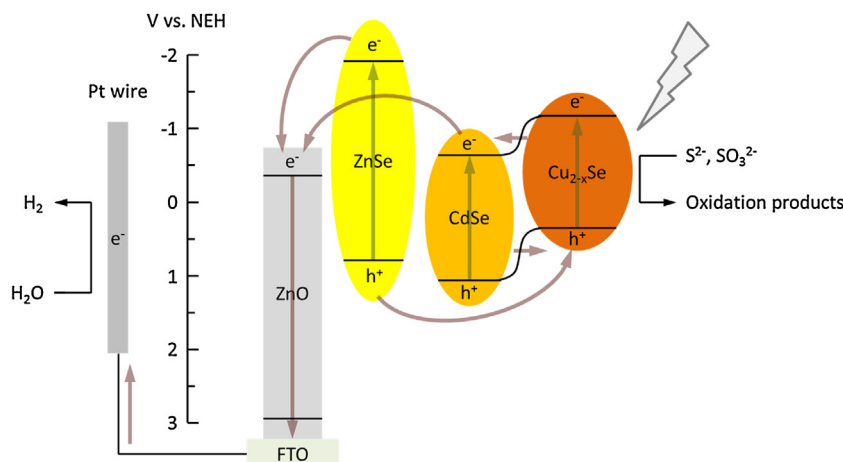 V vs. NEH
-2
-1
0
1
2
3
Pt wire
e-
H2
H2O
e-
ZnO
FTO
e-
ZnSe
h+
e-
CdSe
h+
e-
Cu2-xSe
h+
S2-, SO32-
Oxidation products